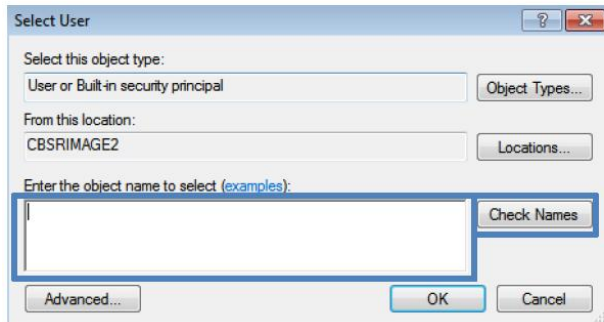 Select User
Select this object type:
User or Built-in security principal
Object Types...
From this location:
CBSRIMAGE2
Locations...
Enter the object name to select (examples):
Check Names
Advanced...
OK
Cancel